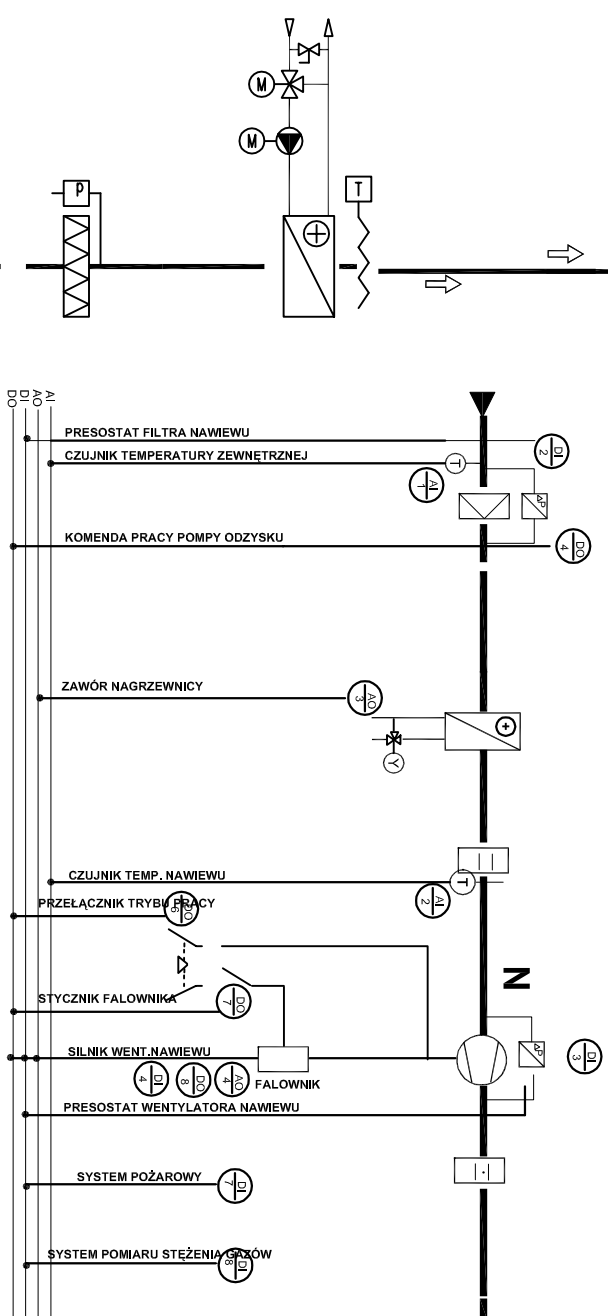 M
M
P
T
DO
DI
AO
AI
PRESOSTAT FILTRA NAWIEWU
DI
2
CZUJNIK TEMPERATURY ZEWNĘTRZNEJ
T
AI
1
ΔP
KOMENDA PRACY POMPY ODZYSKU
DO
4
ZAWÓR NAGRZEWNICY
AO
3
Y
CZUJNIK TEMP. NAWIEWU
T
AI
2
PRZEŁĄCZNIK TRYBU PRACY
DO
6
N
STYCZNIK FALOWNIKA
DO
7
ΔP
DI
3
SILNIK WENT.NAWIEWU
DI
4
DO
8
AO
4
FALOWNIK
PRESOSTAT WENTYLATORA NAWIEWU
SYSTEM POŻAROWY
DI
7
SYSTEM POMIARU STĘŻENIA GAZÓW
DI
8